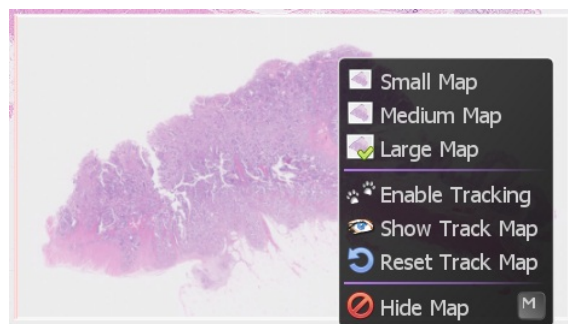 Small Map
Medium Map
Large Map
Enable Tracking
Show Track Map
Reset Track Map
Hide Map M